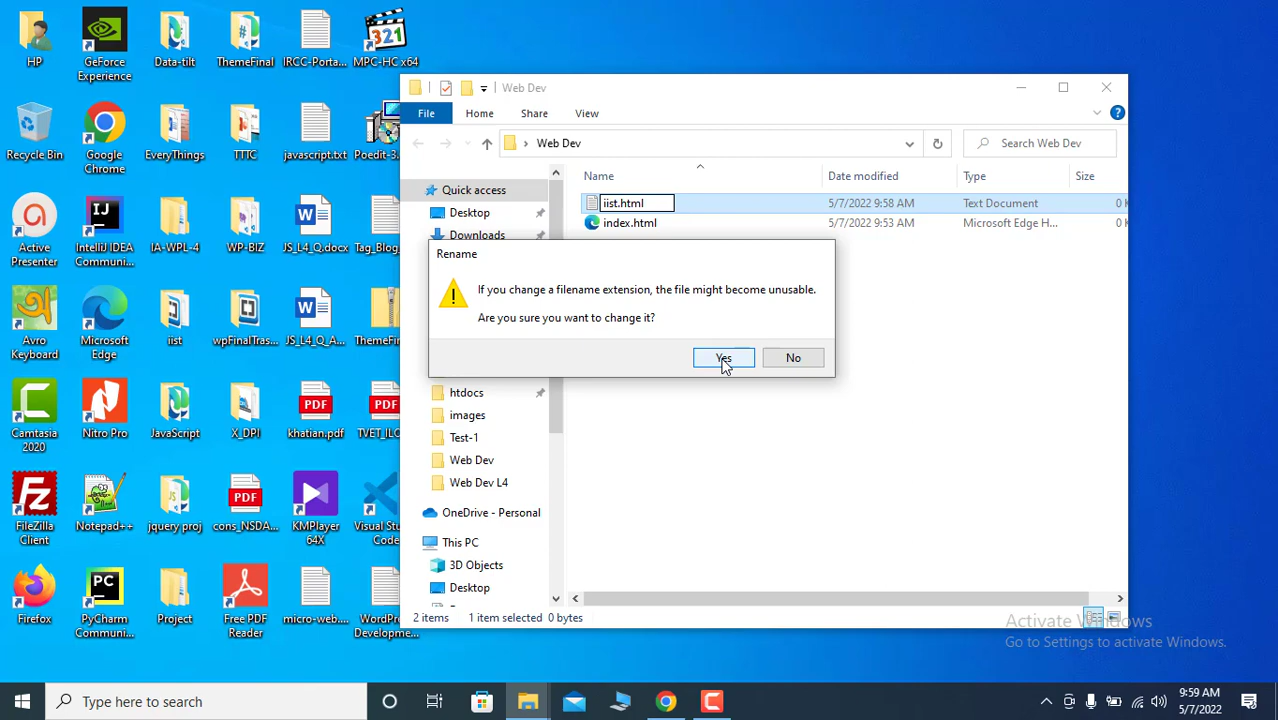 HP
GeForce
Experience
Data-tilt
ThemeFinal
IRCC-Porta...
MPC-HC x64
321
Recycle Bin
Google
Chrome
EveryThings
TTTC
javascript.txt
Poedit-3....
Active
Presenter
IntelliJ IDEA
Communi...
IA-WPL-4
WP-BIZ
JS_L4_Q.docx
Tag_Blog_...
Avro
Keyboard
Microsoft
Edge
iist
wpFinalTras...
JS_L4_Q_A...
ThemeFi...
Camtasia
2020
Nitro Pro
JavaScript
X_DPI
khatian.pdf
TVET_ILO...
FileZilla
Client
Notepad++
jquery proj
cons_NSDA...
KMPlayer
64X
Visual Stu...
Code
Firefox
PyCharm
Communi...
Project
Free PDF
Reader
micro-web...
WordPre...
Developme...
Web Dev
File
Home
Share
View
Web Dev
Search Web Dev
Name
Date modified
Type
Size
iist.html
5/7/2022 9:58 AM
Text Document
0 K
index.html
5/7/2022 9:53 AM
Microsoft Edge H...
0 K
Quick access
Desktop
Downloads
Rename
If you change a filename extension, the file might become unusable.
Are you sure you want to change it?
Yes
No
htdocs
images
Test-1
Web Dev
Web Dev L4
OneDrive - Personal
This PC
3D Objects
Desktop
2 items
1 item selected 0 bytes
Activate Windows
Go to Settings to activate Windows.
Type here to search
9:59 AM
5/7/2022